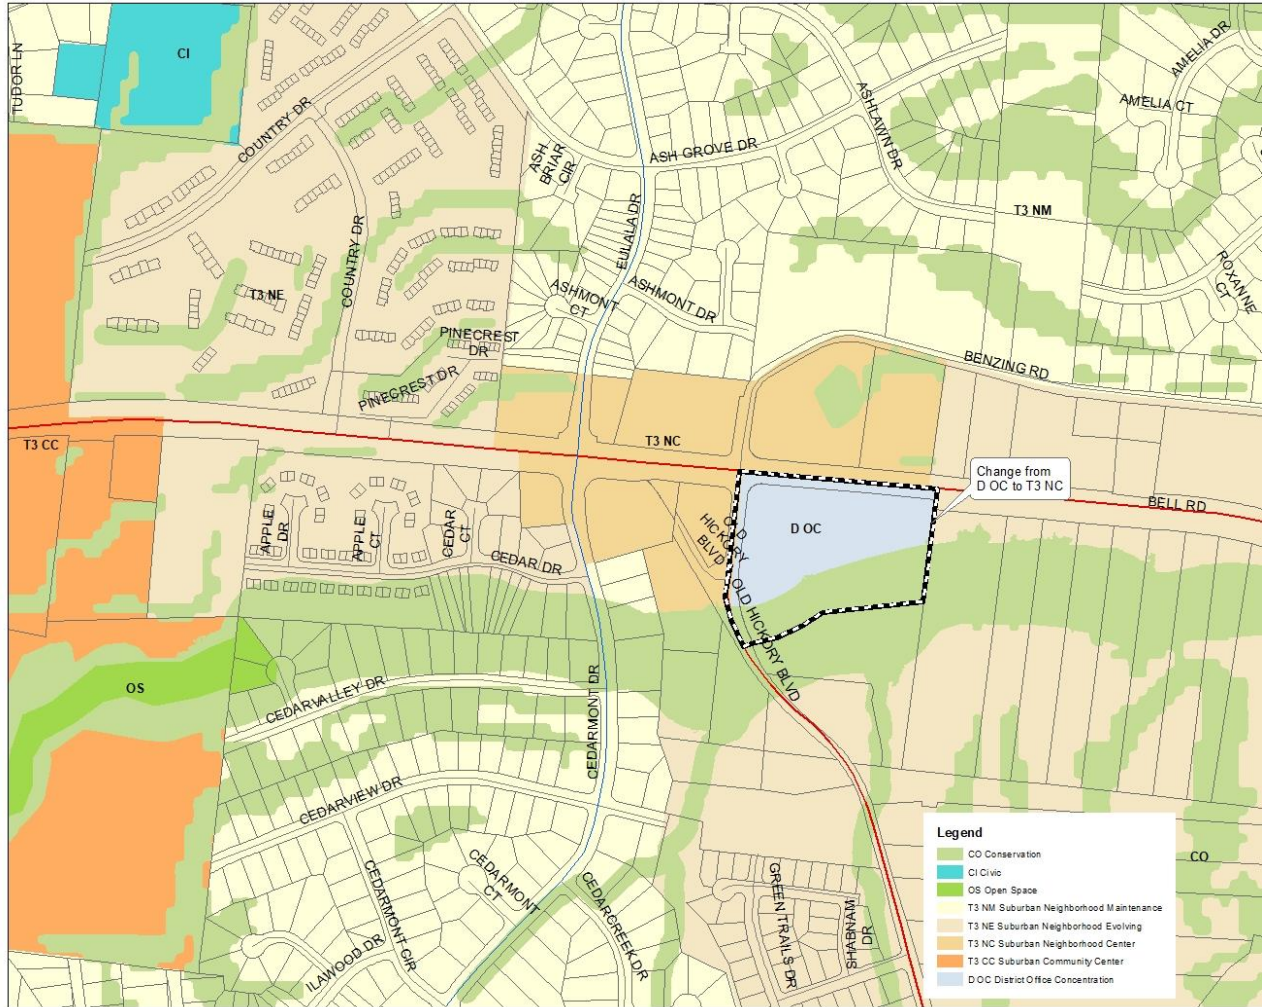 TUDOR LN
CI
COUNTRY DR
ASH
BRIAR
CIR
ASH GROVE DR
ASHLAWN DR
AMELIA DR
AMELIA CT
T3 NM
ROXANNE
CT
EULALA DR
COUNTRY DR
T3 NE
ASHMONT
CT
ASHMONT DR
PINECREST
DR
PINECREST DR
BENZING RD
T3 CC
T3 NC
Change from
D OC to T3 NC
BELL RD
APPLE
DR
APPLE
CT
CEDAR
CT
CEDAR DR
OLD
HICKORY
BLVD
D OC
OLD HICKORY BLVD
OS
CEDARVALLEY DR
CEDARMONT DR
CEDARVIEW DR
CEDARMONT CIR
CEDARMONT
CT
ILAWOOD DR
CEDARCREEK DR
GREEN TRAILS DR
SHABNAM
DR
CO
Legend
CO Conservation
CI Civic
OS Open Space
T3 NM Suburban Neighborhood Maintenance
T3 NE Suburban Neighborhood Evolving
T3 NC Suburban Neighborhood Center
T3 CC Suburban Community Center
D OC District Office Concentration